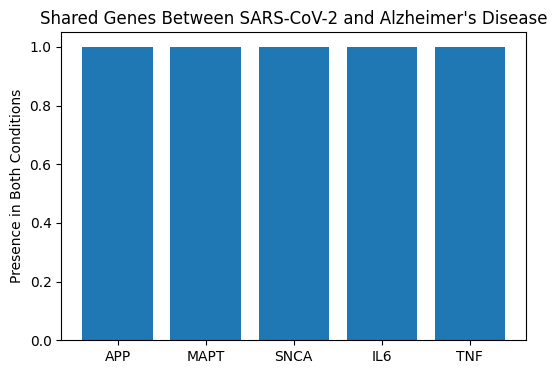 Shared Genes Between SARS-CoV-2 and Alzheimer's Disease
Presence in Both Conditions
1.0
0.8
0.6
0.4
0.2
0.0
APP MAPT SNCA IL6 TNF